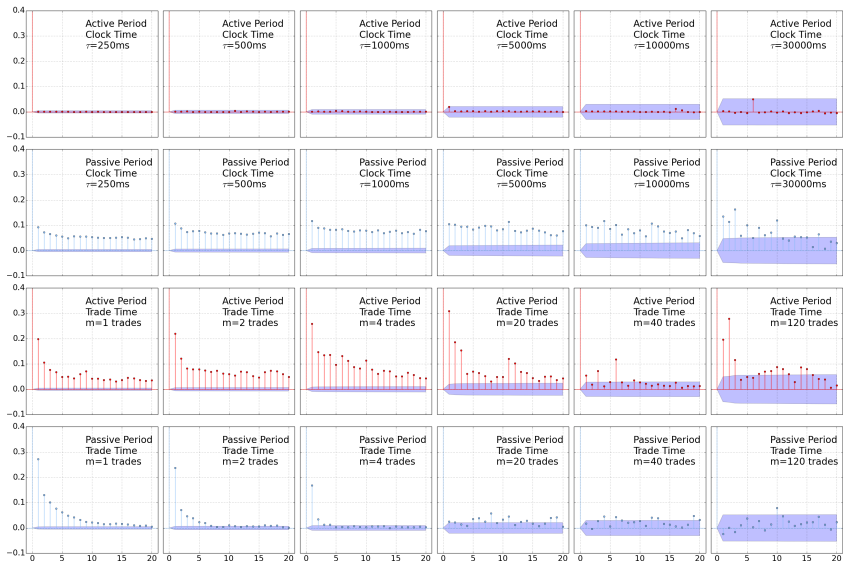 0.4
0.3
0.2
0.1
0.0
−0.1
Active Period
Clock Time
τ=250ms
Active Period
Clock Time
τ=500ms
Active Period
Clock Time
τ=1000ms
Active Period
Clock Time
τ=5000ms
Active Period
Clock Time
τ=10000ms
Active Period
Clock Time
τ=30000ms
0.4
0.3
0.2
0.1
0.0
−0.1
Passive Period
Clock Time
τ=250ms
Passive Period
Clock Time
τ=500ms
Passive Period
Clock Time
τ=1000ms
Passive Period
Clock Time
τ=5000ms
Passive Period
Clock Time
τ=10000ms
Passive Period
Clock Time
τ=30000ms
0.4
0.3
0.2
0.1
0.0
−0.1
Active Period
Trade Time
m=1 trades
Active Period
Trade Time
m=2 trades
Active Period
Trade Time
m=4 trades
Active Period
Trade Time
m=20 trades
Active Period
Trade Time
m=40 trades
Active Period
Trade Time
m=120 trades
0.4
0.3
0.2
0.1
0.0
−0.1
Passive Period
Trade Time
m=1 trades
Passive Period
Trade Time
m=2 trades
Passive Period
Trade Time
m=4 trades
Passive Period
Trade Time
m=20 trades
Passive Period
Trade Time
m=40 trades
Passive Period
Trade Time
m=120 trades
0 5 10 15 20
0 5 10 15 20
0 5 10 15 20
0 5 10 15 20
0 5 10 15 20
0 5 10 15 20